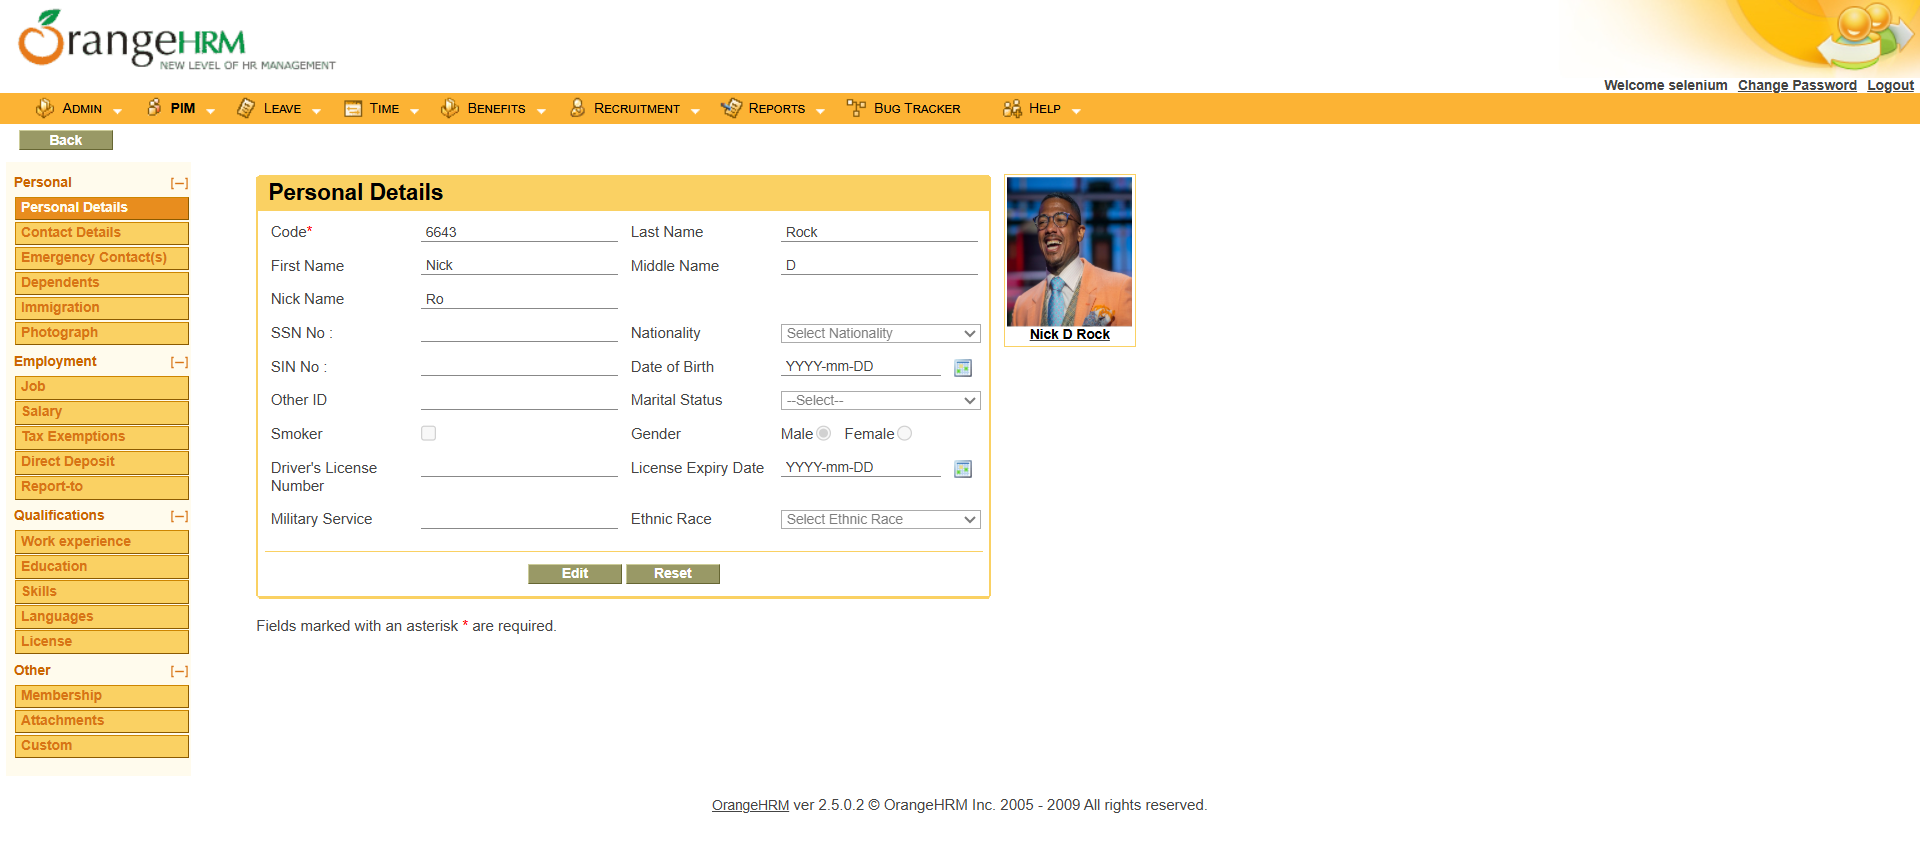 OrangeHRM
NEW LEVEL OF HR MANAGEMENT
Welcome selenium Change Password Logout
ADMIN PIM LEAVE TIME BENEFITS RECRUITMENT REPORTS BUG TRACKER HELP
Back
Personal [–]
Personal Details
Contact Details
Emergency Contact(s)
Dependents
Immigration
Photograph
Employment [–]
Job
Salary
Tax Exemptions
Direct Deposit
Report-to
Qualifications [–]
Work experience
Education
Skills
Languages
License
Other [–]
Membership
Attachments
Custom
Personal Details
Code* 6643 Last Name Rock
First Name Nick Middle Name D
Nick Name Ro
SSN No : Nationality Select Nationality
SIN No : Date of Birth YYYY-mm-DD
Other ID Marital Status --Select--
Smoker Gender Male Female
Driver's License Number License Expiry Date YYYY-mm-DD
Military Service Ethnic Race Select Ethnic Race
Edit Reset
Fields marked with an asterisk * are required.
Nick D Rock
OrangeHRM ver 2.5.0.2 © OrangeHRM Inc. 2005 - 2009 All rights reserved.